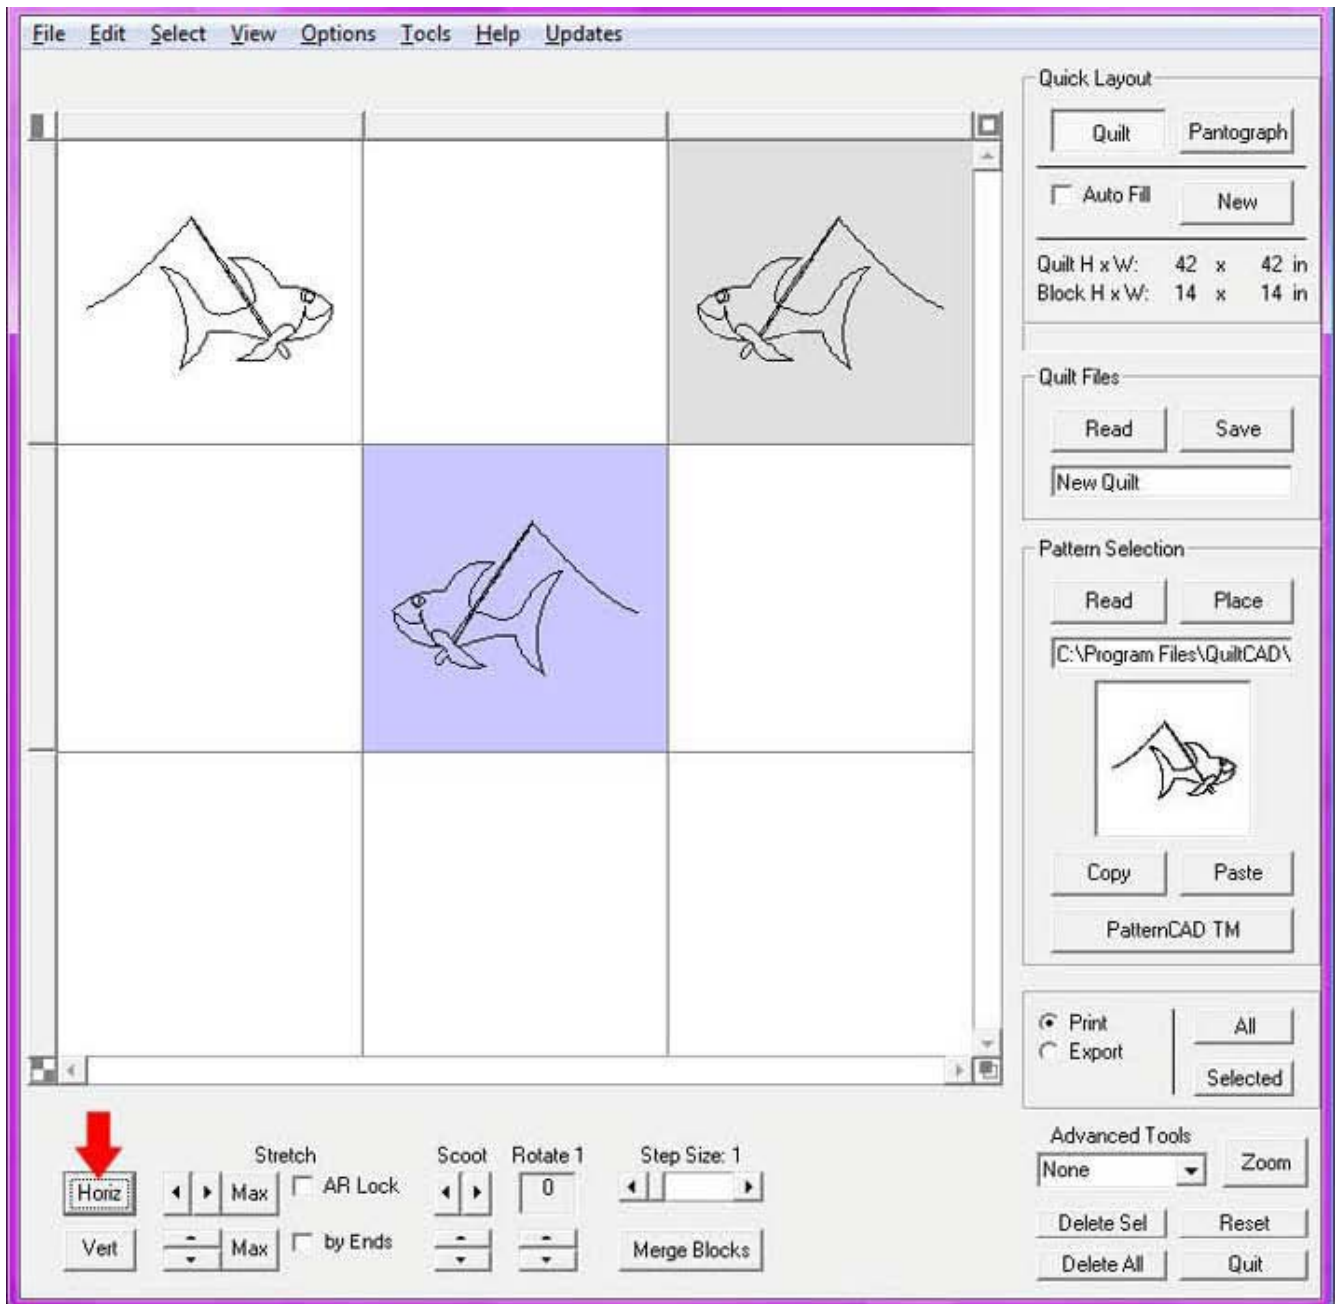 File Edit Select View Options Tools Help Updates
Quick Layout
Quilt Pantograph
Auto Fill New
Quilt H x W: 42 x 42 in
Block H x W: 14 x 14 in
Quilt Files
Read Save
New Quilt
Pattern Selection
Read Place
C:\Program Files\QuiltCAD\
Copy Paste
PatternCAD TM
Print All
Export
Selected
Stretch Scoot Rotate 1 Step Size: 1 Advanced Tools
Horiz Max AR Lock 0 None Zoom
Vert Max by Ends Merge Blocks
Delete Sel Reset
Delete All Quit